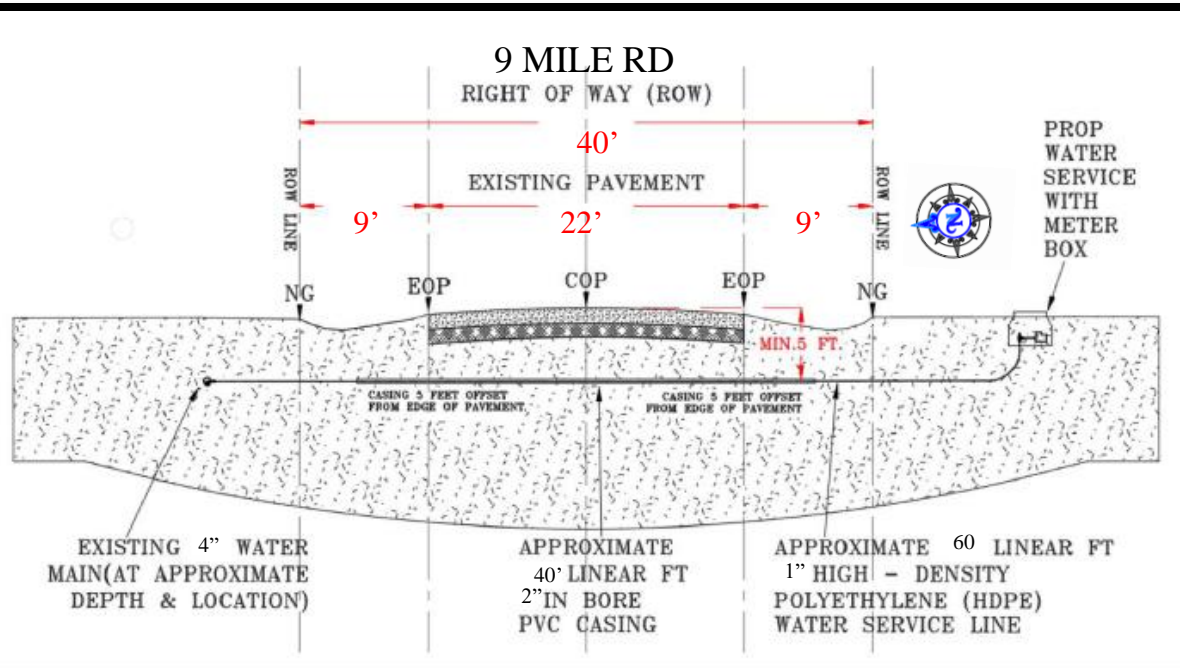 9 MILE RD
RIGHT OF WAY (ROW)
40’
EXISTING PAVEMENT
9’
22’
9’
ROW LINE
ROW LINE
PROP
WATER
SERVICE
WITH
METER
BOX
NG
EOP
COP
EOP
NG
MIN.5 FT.
CASING 5 FEET OFFSET
FROM EDGE OF PAVEMENT
CASING 5 FEET OFFSET
FROM EDGE OF PAVEMENT
EXISTING 4” WATER
MAIN(AT APPROXIMATE
DEPTH & LOCATION)
APPROXIMATE
40’ LINEAR FT
2”IN BORE
PVC CASING
APPROXIMATE 60 LINEAR FT
1” HIGH - DENSITY
POLYETHYLENE (HDPE)
WATER SERVICE LINE